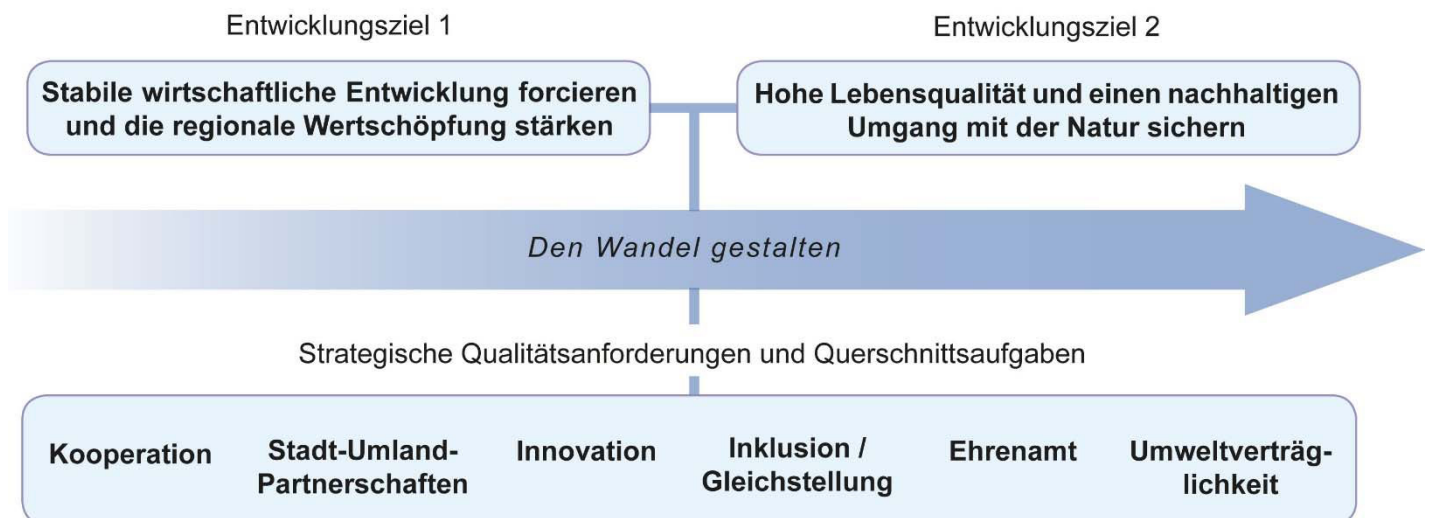 Entwicklungsziel 1
Entwicklungsziel 2
Stabile wirtschaftliche Entwicklung forcieren
und die regionale Wertschöpfung stärken
Hohe Lebensqualität und einen nachhaltigen
Umgang mit der Natur sichern
Den Wandel gestalten
Strategische Qualitätsanforderungen und Querschnittsaufgaben
Kooperation
Stadt-Umland-
Partnerschaften
Innovation
Inklusion /
Gleichstellung
Ehrenamt
Umweltverträg-
lichkeit